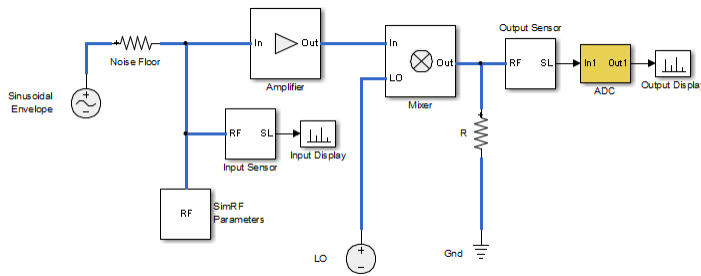 Noise Floor
In
Out
Amplifier
In
LO
Out
Mixer
Output Sensor
RF
SL
In1
Out1
ADC
Output Display
Sinusoidal
Envelope
RF
SL
Input Sensor
Input Display
R
RF
SimRF
Parameters
LO
Gnd